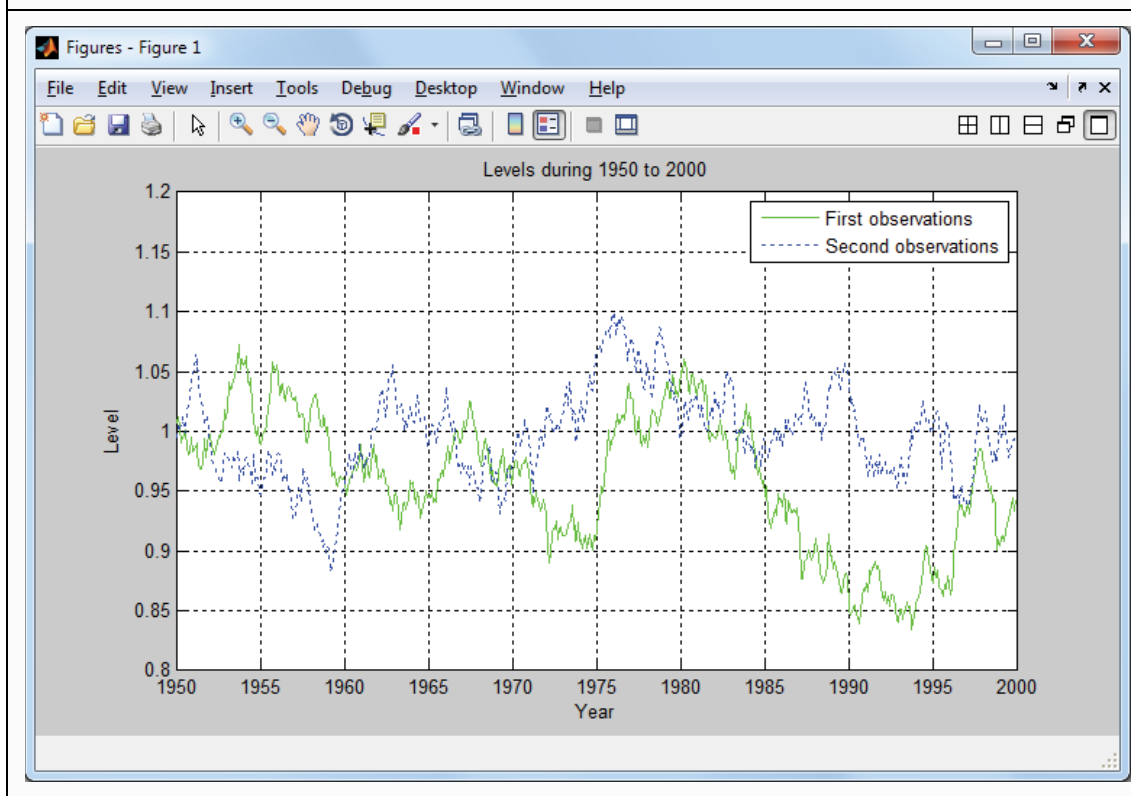 Figures - Figure 1
File Edit View Insert Tools Debug Desktop Window Help
Levels during 1950 to 2000
First observations
Second observations
Level
1.2
1.15
1.1
1.05
1
0.95
0.9
0.85
0.8
1950 1955 1960 1965 1970 1975 1980 1985 1990 1995 2000
Year